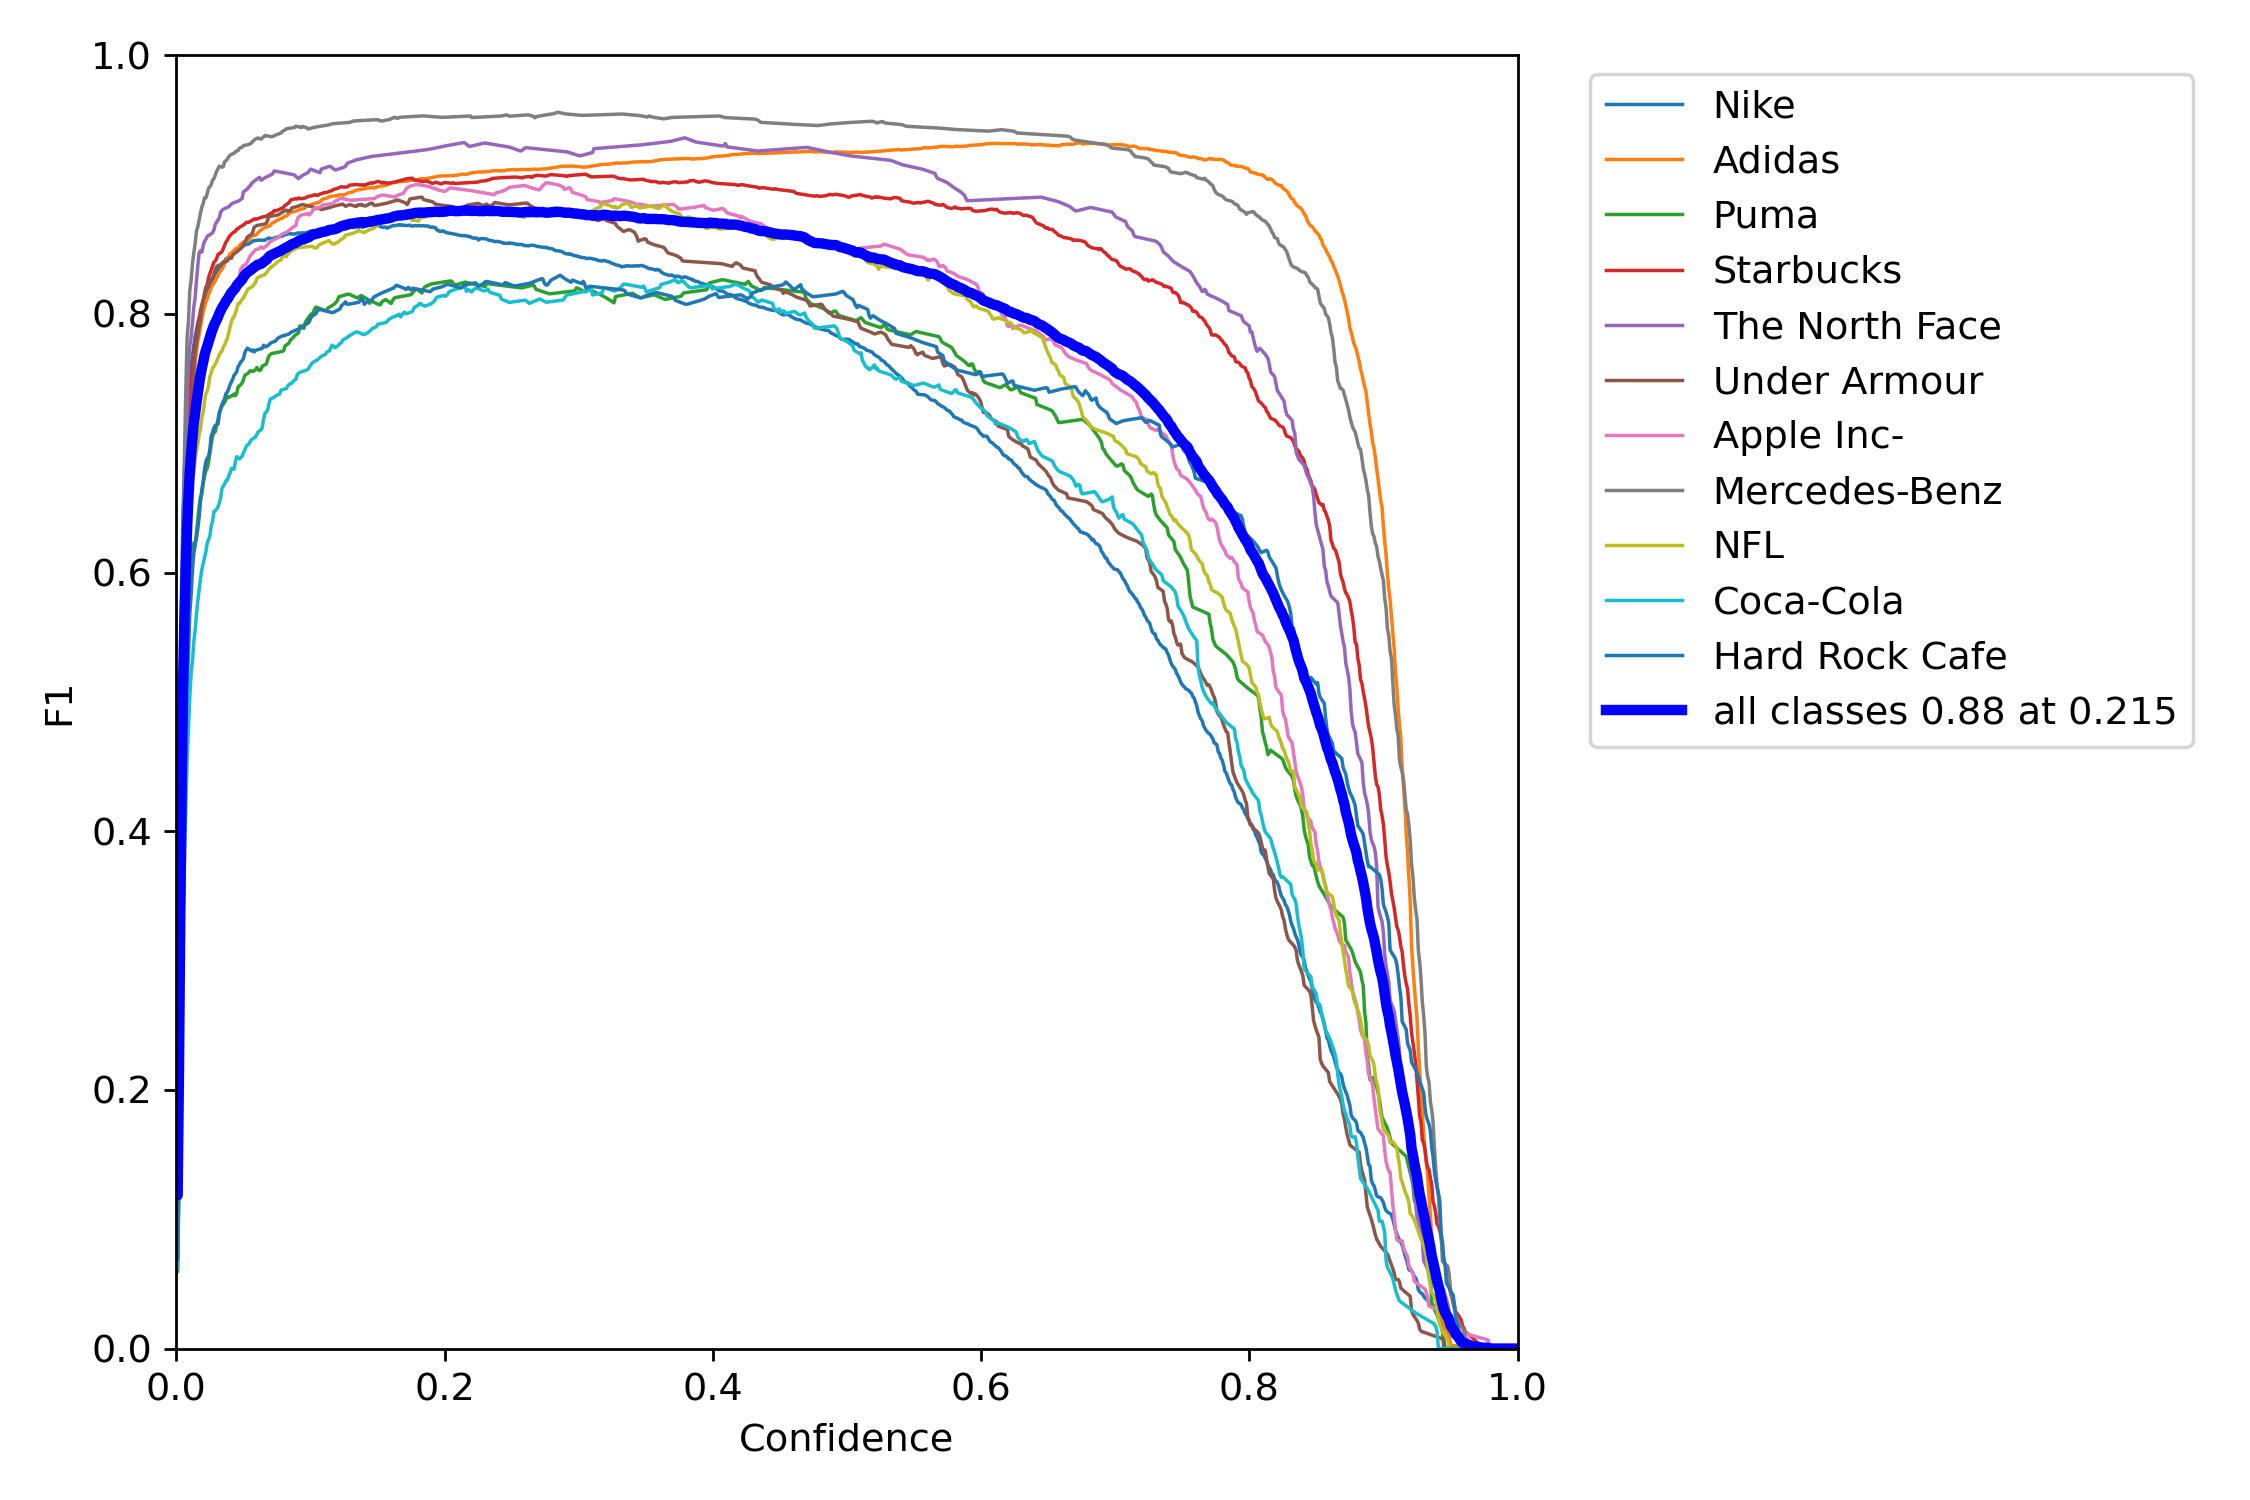 1.0
0.8
0.6
0.4
0.2
0.0
F1
0.0 0.2 0.4 0.6 0.8 1.0
Confidence
Nike
Adidas
Puma
Starbucks
The North Face
Under Armour
Apple Inc-
Mercedes-Benz
NFL
Coca-Cola
Hard Rock Cafe
all classes 0.88 at 0.215